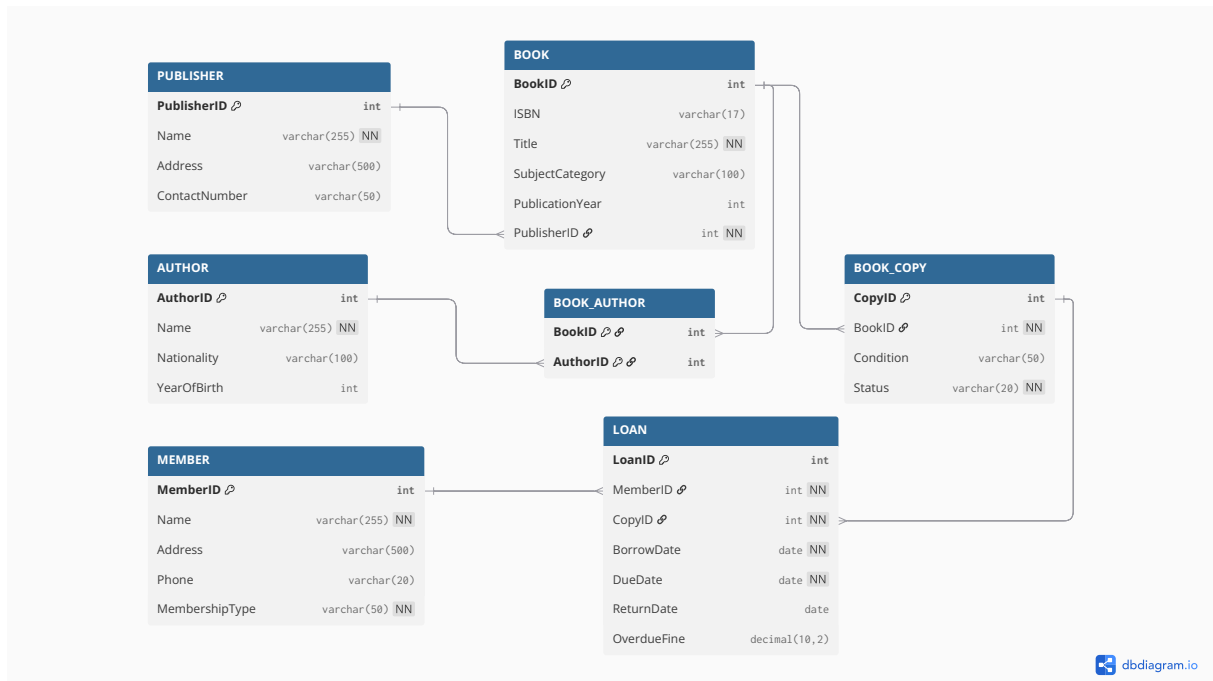 PUBLISHER
PublisherID int
Name varchar(255) NN
Address varchar(500)
ContactNumber varchar(50)
BOOK
BookID int
ISBN varchar(17)
Title varchar(255) NN
SubjectCategory varchar(100)
PublicationYear int
PublisherID int NN
AUTHOR
AuthorID int
Name varchar(255) NN
Nationality varchar(100)
YearOfBirth int
BOOK_AUTHOR
BookID int
AuthorID int
BOOK_COPY
CopyID int
BookID int NN
Condition varchar(50)
Status varchar(20) NN
MEMBER
MemberID int
Name varchar(255) NN
Address varchar(500)
Phone varchar(20)
MembershipType varchar(50) NN
LOAN
LoanID int
MemberID int NN
CopyID int NN
BorrowDate date NN
DueDate date NN
ReturnDate date
OverdueFine decimal(10,2)
dbdiagram.io